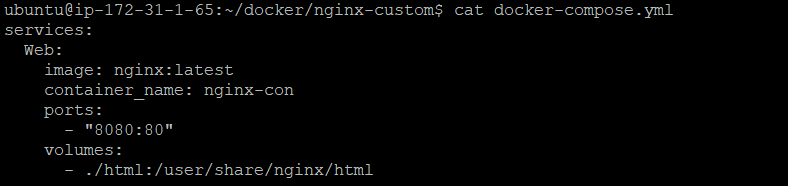 ubuntu@ip-172-31-1-65:~/docker/nginx-custom$ cat docker-compose.yml
services:
  Web:
    image: nginx:latest
    container_name: nginx-con
    ports:
      - "8080:80"
    volumes:
      - ./html:/user/share/nginx/html